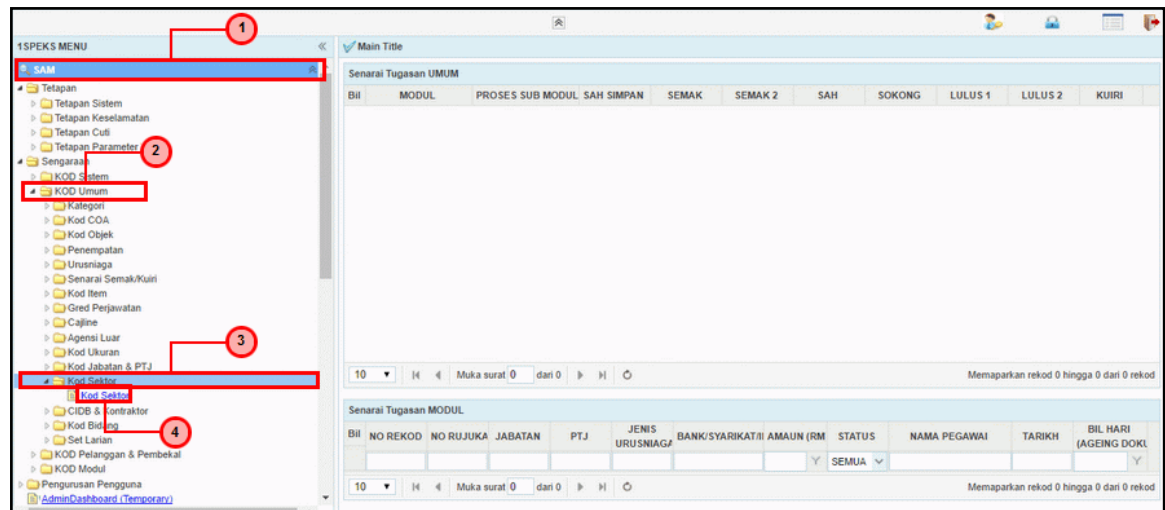 1
1SPEKS MENU
Main Title
SAM
Senarai Tugasan UMUM
Bil MODUL PROSES SUB MODUL SAH SIMPAN SEMAK SEMAK 2 SAH SOKONG LULUS 1 LULUS 2 KUIRI
Tetapan
Tetapan Sistem
Tetapan Keselamatan
Tetapan Cuti
Tetapan Parameter
2
Sengaraan
KOD Sistem
KOD Umum
Kategori
Kod COA
Kod Objek
Penempatan
Urusniaga
Senarai Semak/Kuiri
Kod Item
Gred Perjawatan
Cajline
Agensi Luar
3
Kod Ukuran
Kod Jabatan & PTJ
Kod Sektor
Kod Sektor
CIDB & Kontraktor
Kod Bidang
4
Set Larian
KOD Pelanggan & Pembekal
KOD Modul
Pengurusan Pengguna
AdminDashboard (Temporary)
10 Muka surat 0 dari 0 Memaparkan rekod 0 hingga 0 dari 0 rekod
Senarai Tugasan MODUL
Bil NO REKOD NO RUJUKA JABATAN PTJ JENIS URUSNIAGA BANK/SYARIKAT/I AMAUN (RM STATUS NAMA PEGAWAI TARIKH BIL HARI (AGEING DOKU
SEMUA
10 Muka surat 0 dari 0 Memaparkan rekod 0 hingga 0 dari 0 rekod